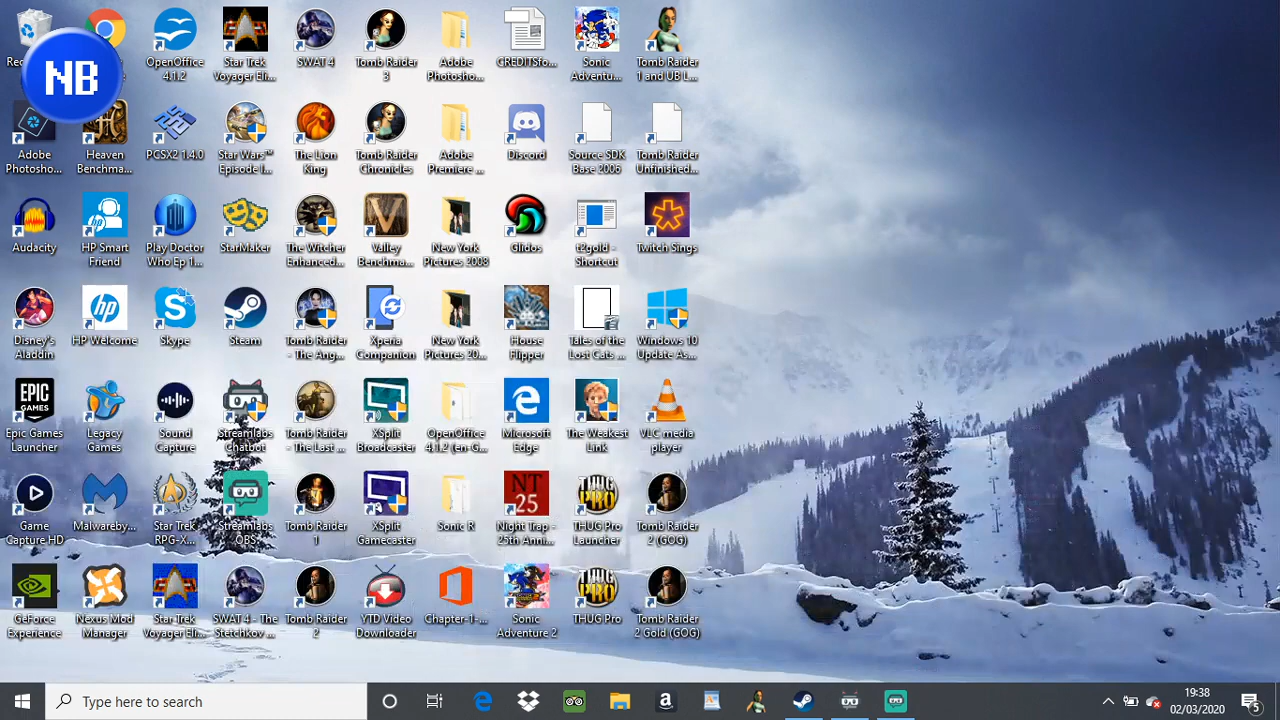 NB
Rec
OpenOffice
4.1.2
Star Trek
Voyager Eli...
SWAT 4
Tomb Raider
3
Adobe
Photosho...
CREDITSfo...
Sonic
Adventu...
Tomb Raider
1 and UB L...
Adobe
Photosho...
Heaven
Benchma...
PCSX2 1.4.0
Star Wars™
Episode I...
The Lion
King
Tomb Raider
Chronicles
Adobe
Premiere ...
Discord
Source SDK
Base 2006
Tomb Raider
Unfinished...
Audacity
HP Smart
Friend
Play Doctor
Who Ep 1...
StarMaker
The Witcher
Enhanced...
Valley
Benchma...
New York
Pictures 2008
Glidos
t2gold -
Shortcut
Twitch Sings
Disney's
Aladdin
HP Welcome
Skype
Steam
Tomb Raider
- The Ang...
Xperia
Companion
New York
Pictures 20...
House
Flipper
Tales of the
Lost Cats ...
Windows 10
Update As...
EPIC
GAMES
Epic Games
Launcher
Legacy
Games
Sound
Capture
Streamlabs
Chatbot
Tomb Raider
- The Last ...
XSplit
Broadcaster
OpenOffice
4.1.2 (en-G...
Microsoft
Edge
The Weakest
Link
VLC media
player
Game
Capture HD
Malwareby...
Star Trek
RPG-X...
Streamlabs
OBS
Tomb Raider
1
XSplit
Gamecaster
Sonic R
NT
25
Night Trap -
25th Anni...
THUG
PRO
THUG Pro
Launcher
Tomb Raider
2 (GOG)
GeForce
Experience
Nexus Mod
Manager
Star Trek
Voyager Eli...
SWAT 4 - The
Stetchkov ...
Tomb Raider
2
YTD Video
Downloader
Chapter-1-...
Sonic
Adventure 2
THUG
PRO
THUG Pro
Tomb Raider
2 Gold (GOG)
Type here to search
19:38
02/03/2020
5